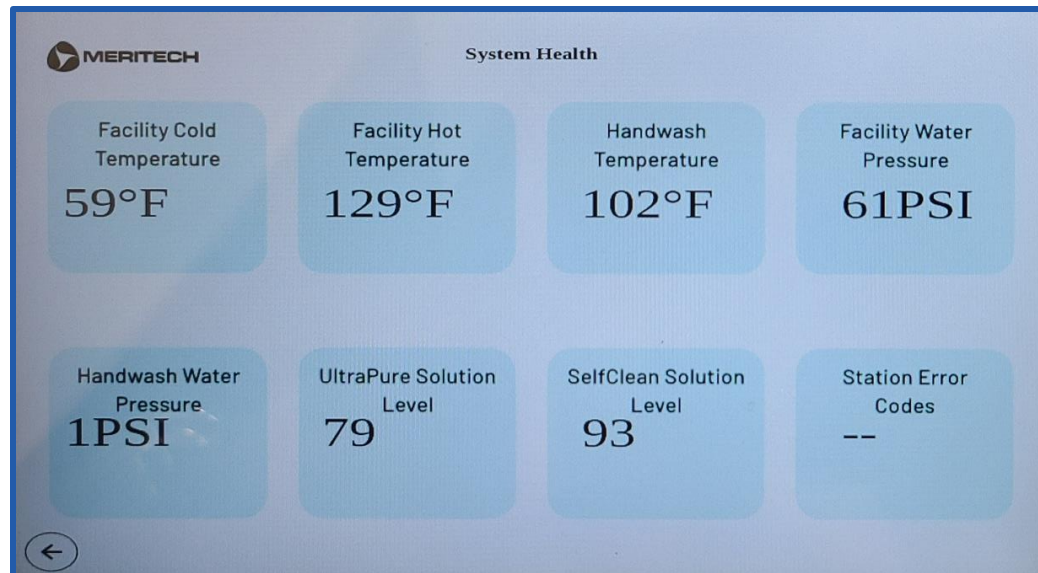 MERITECH
System Health
Facility Cold
Temperature
59°F
Facility Hot
Temperature
129°F
Handwash
Temperature
102°F
Facility Water
Pressure
61PSI
Handwash Water
Pressure
1PSI
UltraPure Solution
Level
79
SelfClean Solution
Level
93
Station Error
Codes
--